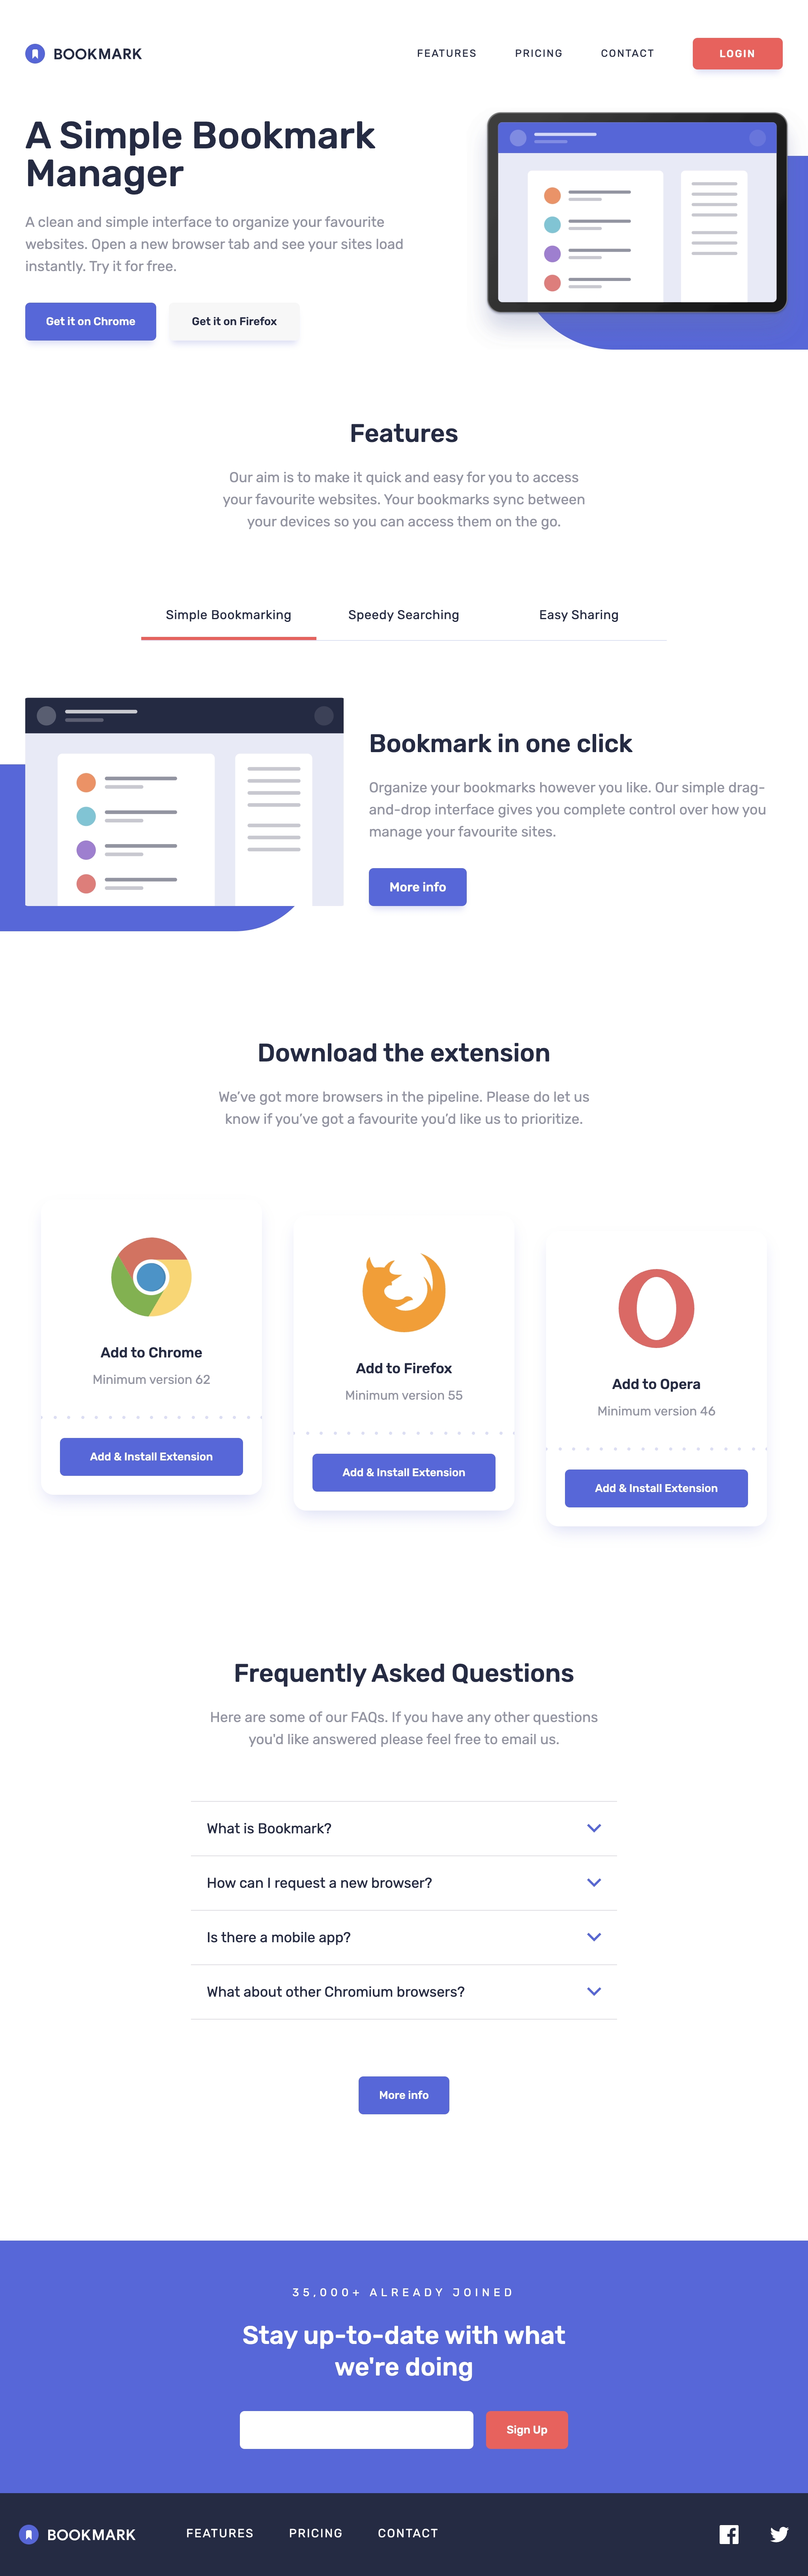 BOOKMARK
FEATURES
PRICING
CONTACT
LOGIN
A Simple Bookmark
Manager
A clean and simple interface to organize your favourite
websites. Open a new browser tab and see your sites load
instantly. Try it for free.
Get it on Chrome
Get it on Firefox
Features
Our aim is to make it quick and easy for you to access
your favourite websites. Your bookmarks sync between
your devices so you can access them on the go.
Simple Bookmarking
Speedy Searching
Easy Sharing
Bookmark in one click
Organize your bookmarks however you like. Our simple drag-
and-drop interface gives you complete control over how you
manage your favourite sites.
More info
Download the extension
We’ve got more browsers in the pipeline. Please do let us
know if you’ve got a favourite you’d like us to prioritize.
Add to Chrome
Minimum version 62
Add & Install Extension
Add to Firefox
Minimum version 55
Add & Install Extension
Add to Opera
Minimum version 46
Add & Install Extension
Frequently Asked Questions
Here are some of our FAQs. If you have any other questions
you’d like answered please feel free to email us.
What is Bookmark?
How can I request a new browser?
Is there a mobile app?
What about other Chromium browsers?
More info
35,000+ ALREADY JOINED
Stay up-to-date with what
we're doing
Sign Up
BOOKMARK
FEATURES
PRICING
CONTACT